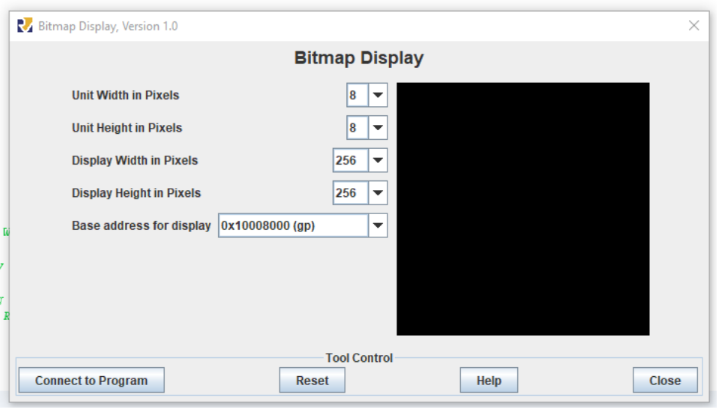 Bitmap Display, Version 1.0
Bitmap Display
Unit Width in Pixels 8
Unit Height in Pixels 8
Display Width in Pixels 256
Display Height in Pixels 256
Base address for display 0x10008000 (gp)
Tool Control
Connect to Program Reset Help Close